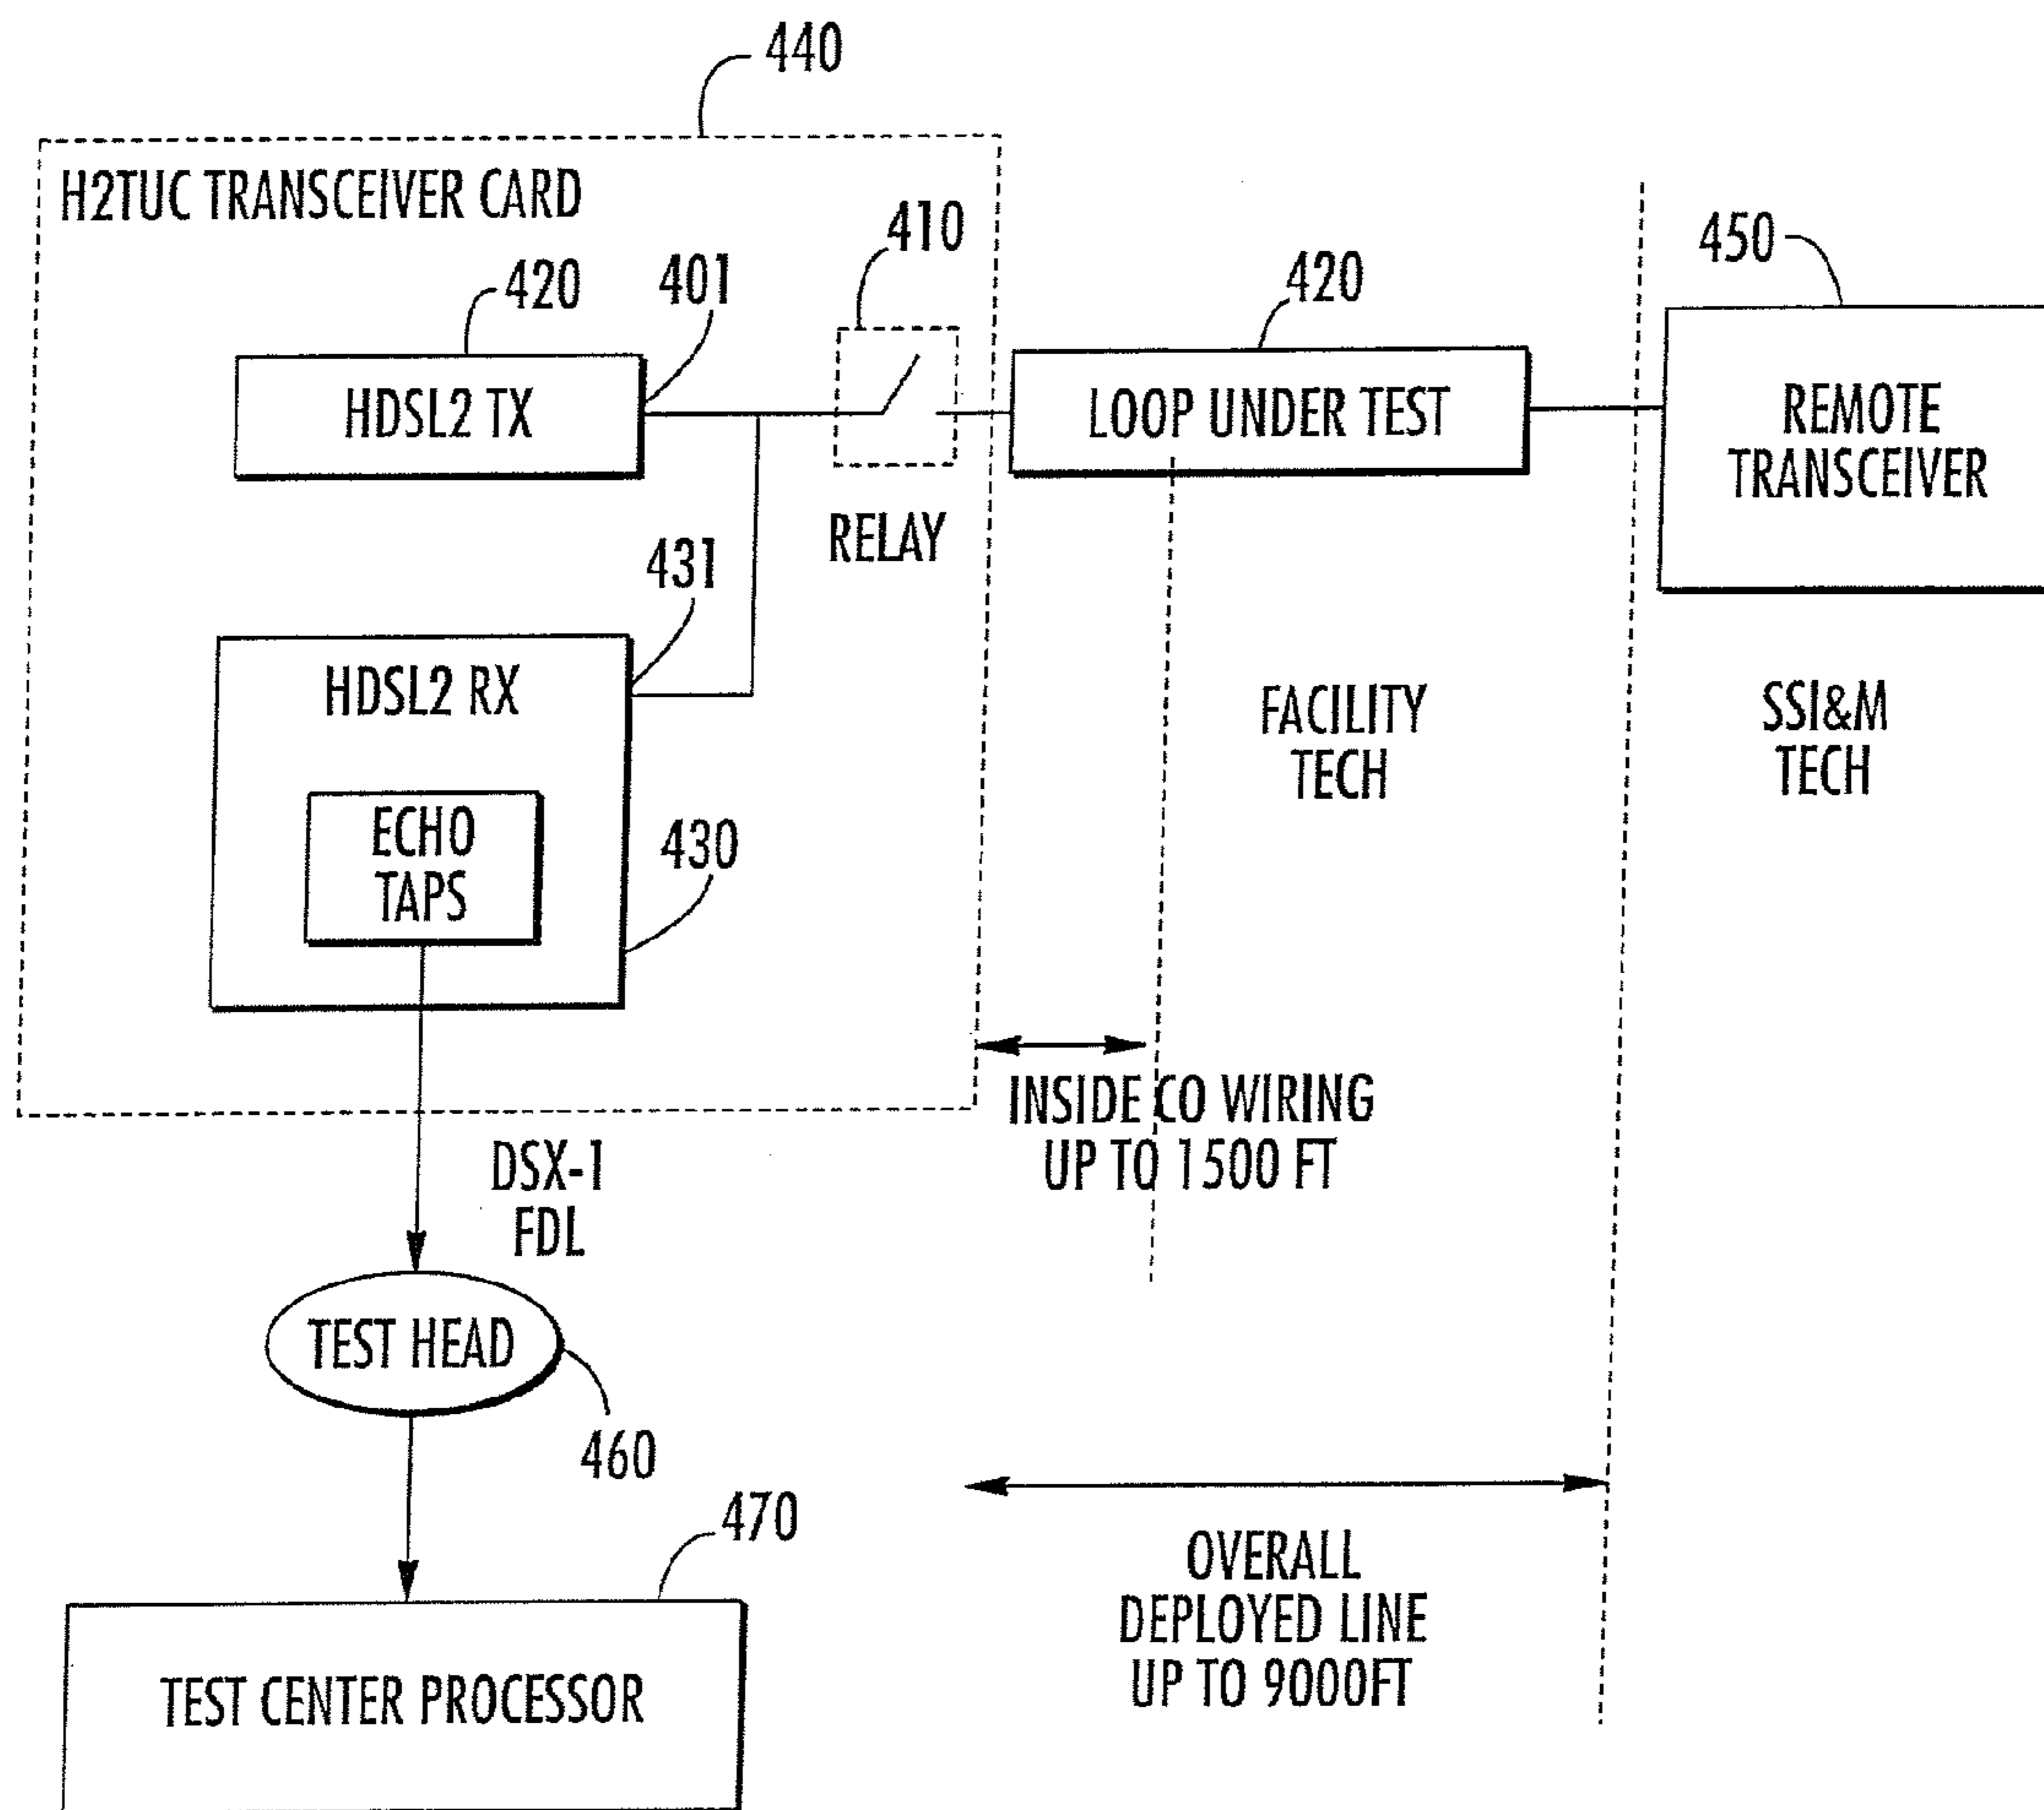 440
H2TUC TRANSCEIVER CARD
410
450
420
401
420
HDSL2 TX
LOOP UNDER TEST
REMOTE
TRANSCEIVER
RELAY
431
HDSL2 RX
FACILITY
TECH
SSI&M
TECH
ECHO
TAPS
430
INSIDE CO WIRING
UP TO 1500 FT
DSX-1
FDL
TEST HEAD
460
470
OVERALL
DEPLOYED LINE
UP TO 9000FT
TEST CENTER PROCESSOR